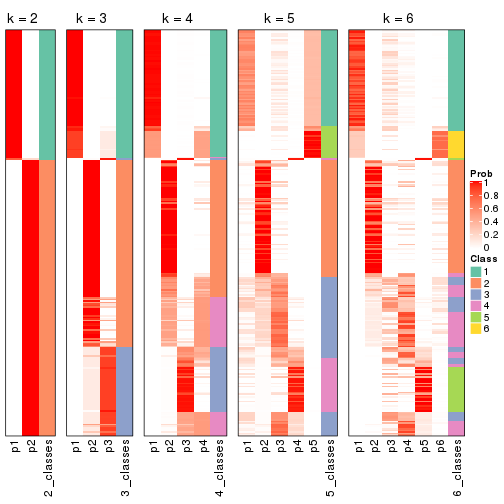 k = 2
k = 3
k = 4
k = 5
k = 6
p1
p2
2_classes
p1
p2
p3
3_classes
p1
p2
p3
p4
4_classes
p1
p2
p3
p4
p5
5_classes
p1
p2
p3
p4
p5
p6
6_classes
Prob
1
0.8
0.6
0.4
0.2
0
Class
1
2
3
4
5
6